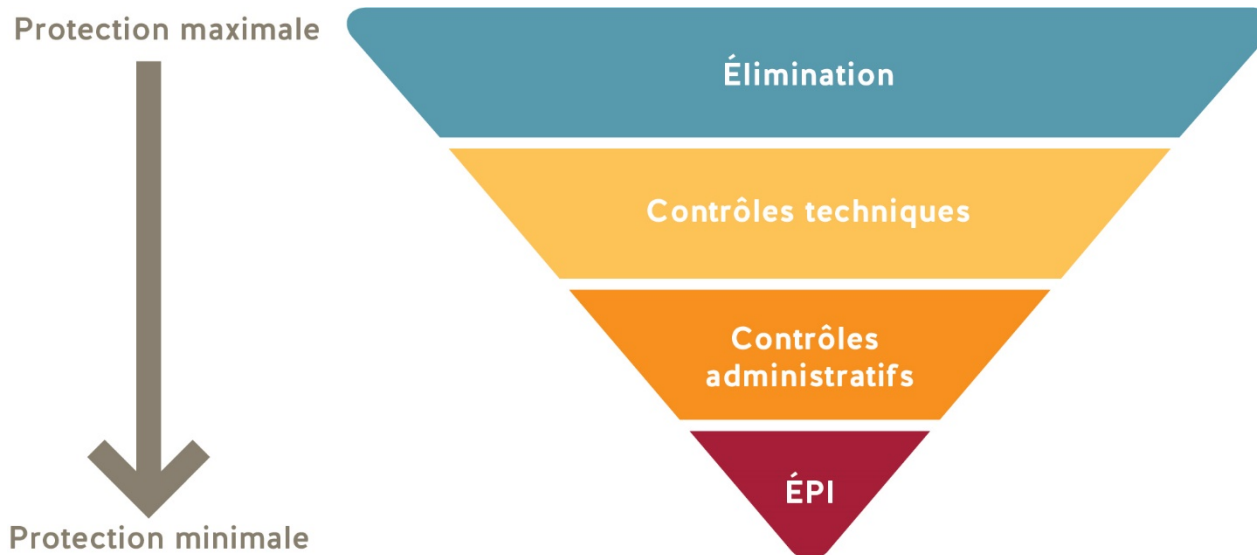 Protection maximale
Élimination
Contrôles techniques
Contrôles
administratifs
ÉPI
Protection minimale